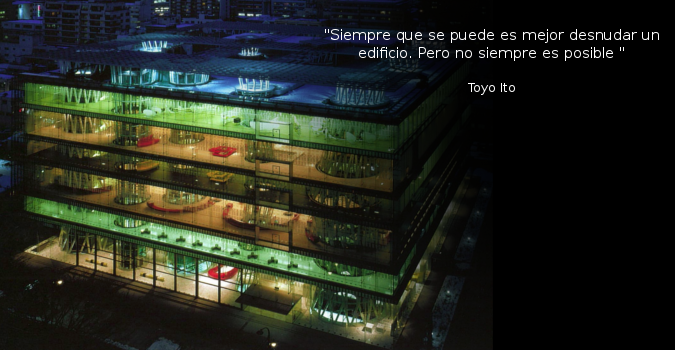 "Siempre que se puede es mejor desnudar un
edificio. Pero no siempre es posible "
Toyo Ito